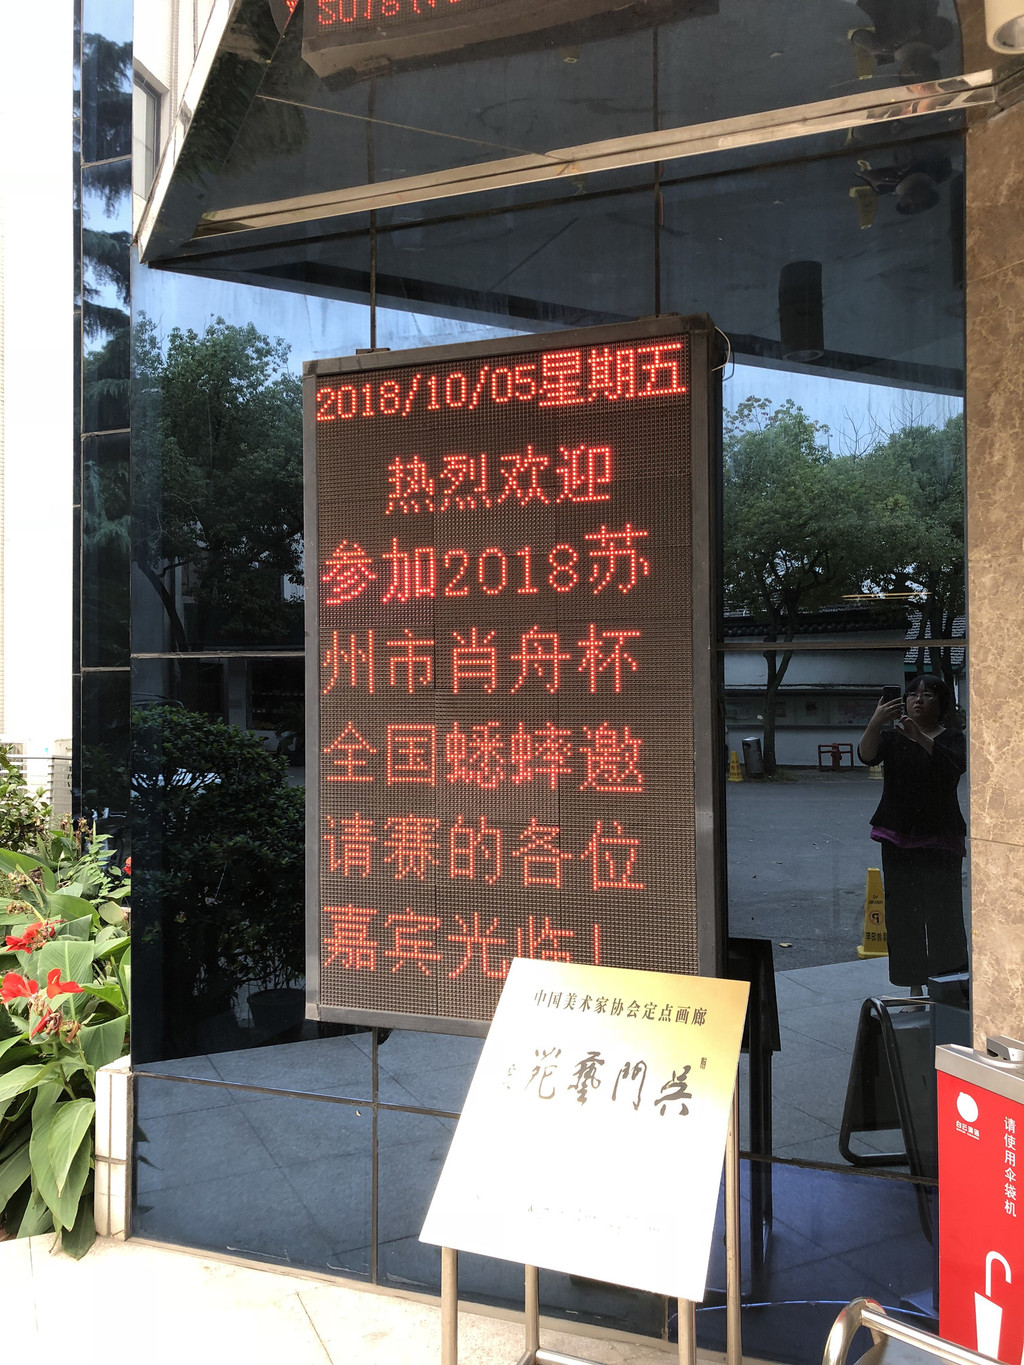 2018/10/05星期五
热烈欢迎
参加2018苏
州市肖舟杯
全国蟋蟀邀
请赛的各位
嘉宾光临!
中国美术家协会定点画廊
吴門藝苑
请使用伞袋机